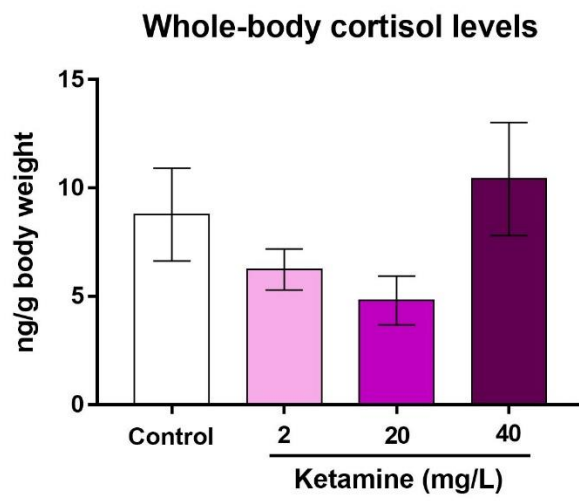 Whole-body cortisol levels
ng/g body weight
15
10
5
0
Control 2 20 40
Ketamine (mg/L)